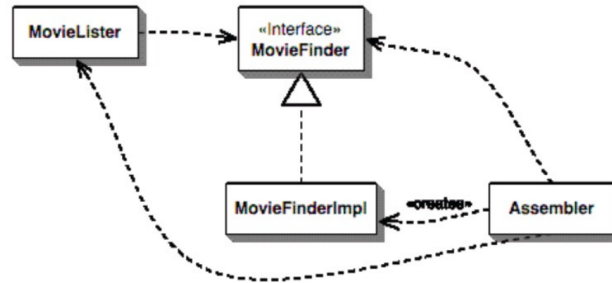 MovieLister
«Interface»
MovieFinder
MovieFinderImpl
«creates»
Assembler